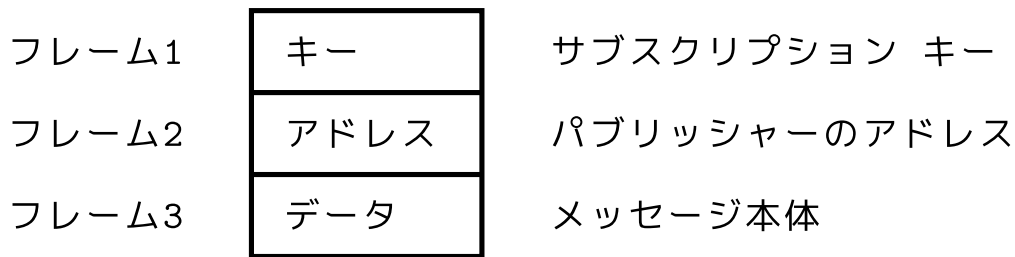 フレーム1 キー サブスクリプション キー
フレーム2 アドレス パブリッシャーのアドレス
フレーム3 データ メッセージ本体